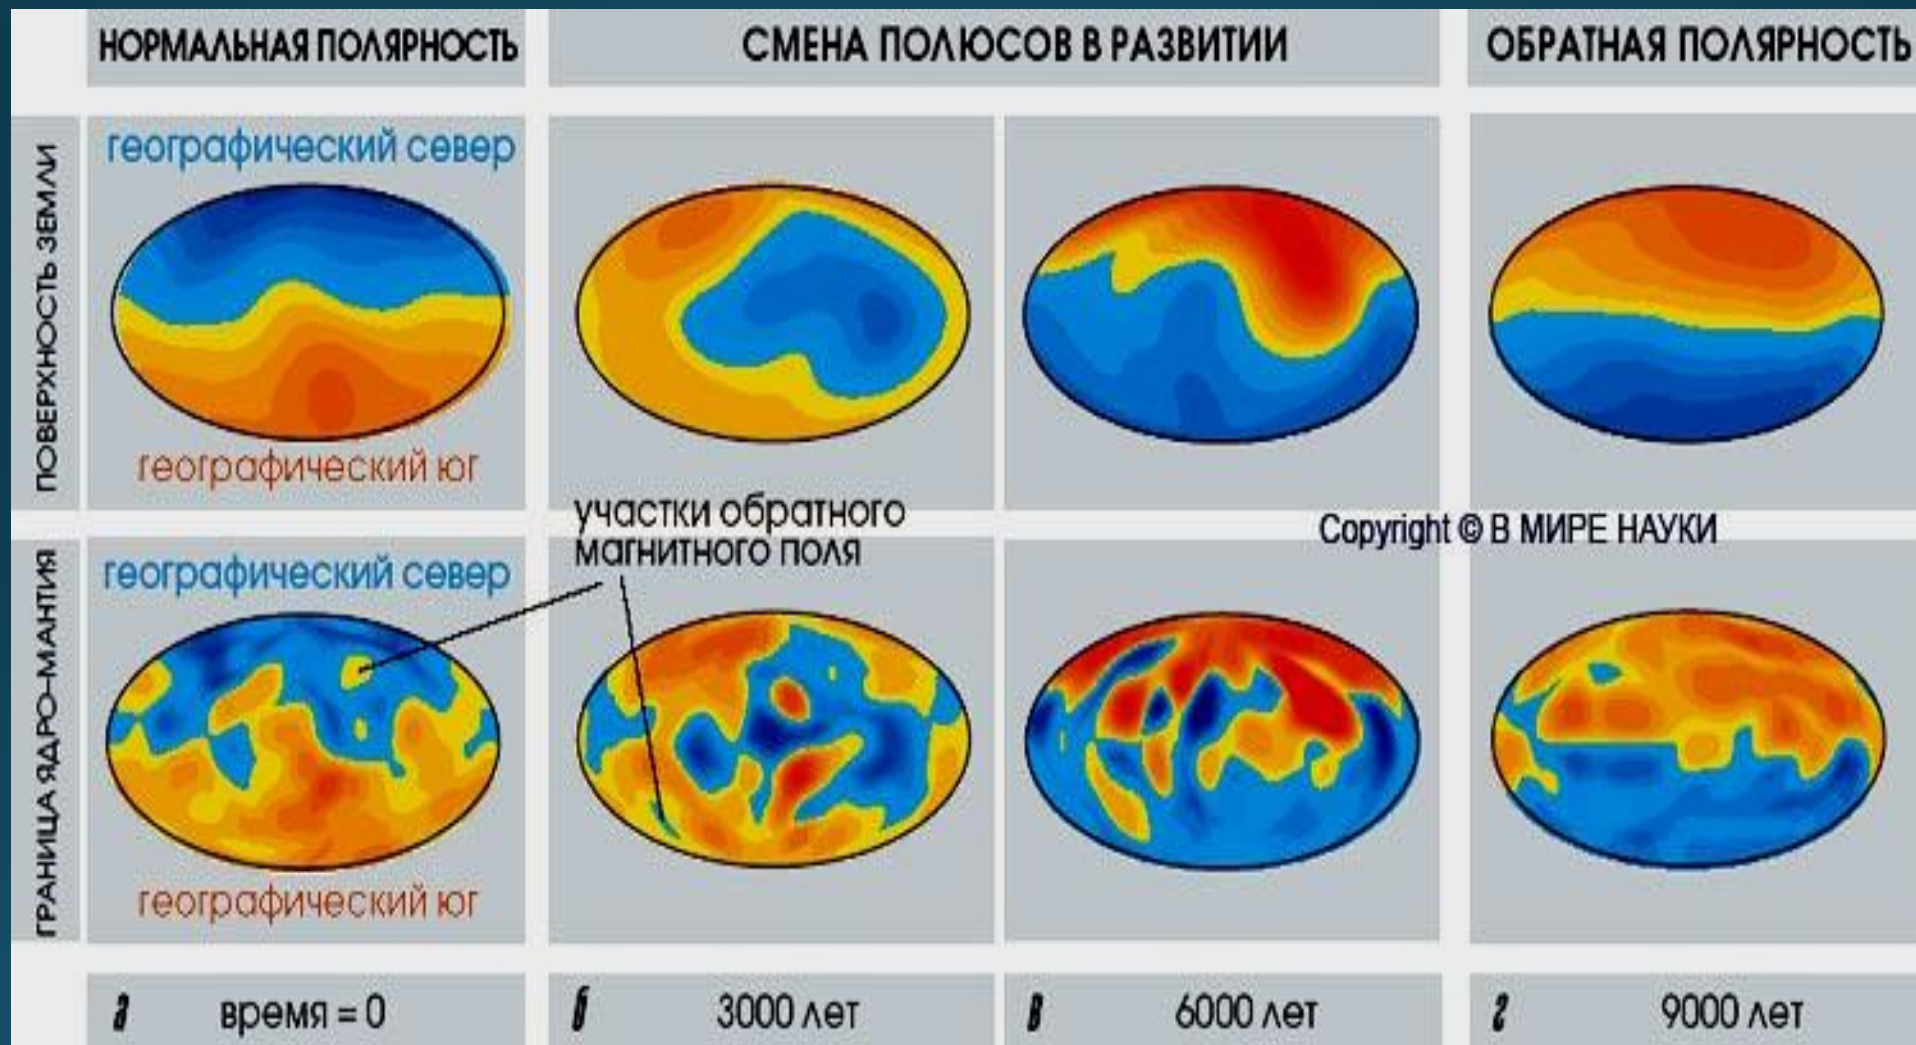 НОРМАЛЬНАЯ ПОЛЯРНОСТЬ
СМЕНА ПОЛЮСОВ В РАЗВИТИИ
ОБРАТНАЯ ПОЛЯРНОСТЬ
ПОВЕРХНОСТЬ ЗЕМЛИ
географический север
географический юг
участки обратного
магнитного поля
Copyright © В МИРЕ НАУКИ
ГРАНИЦА ЯДРО-МАНТИЯ
географический север
географический юг
а время = 0
б 3000 лет
в 6000 лет
г 9000 лет